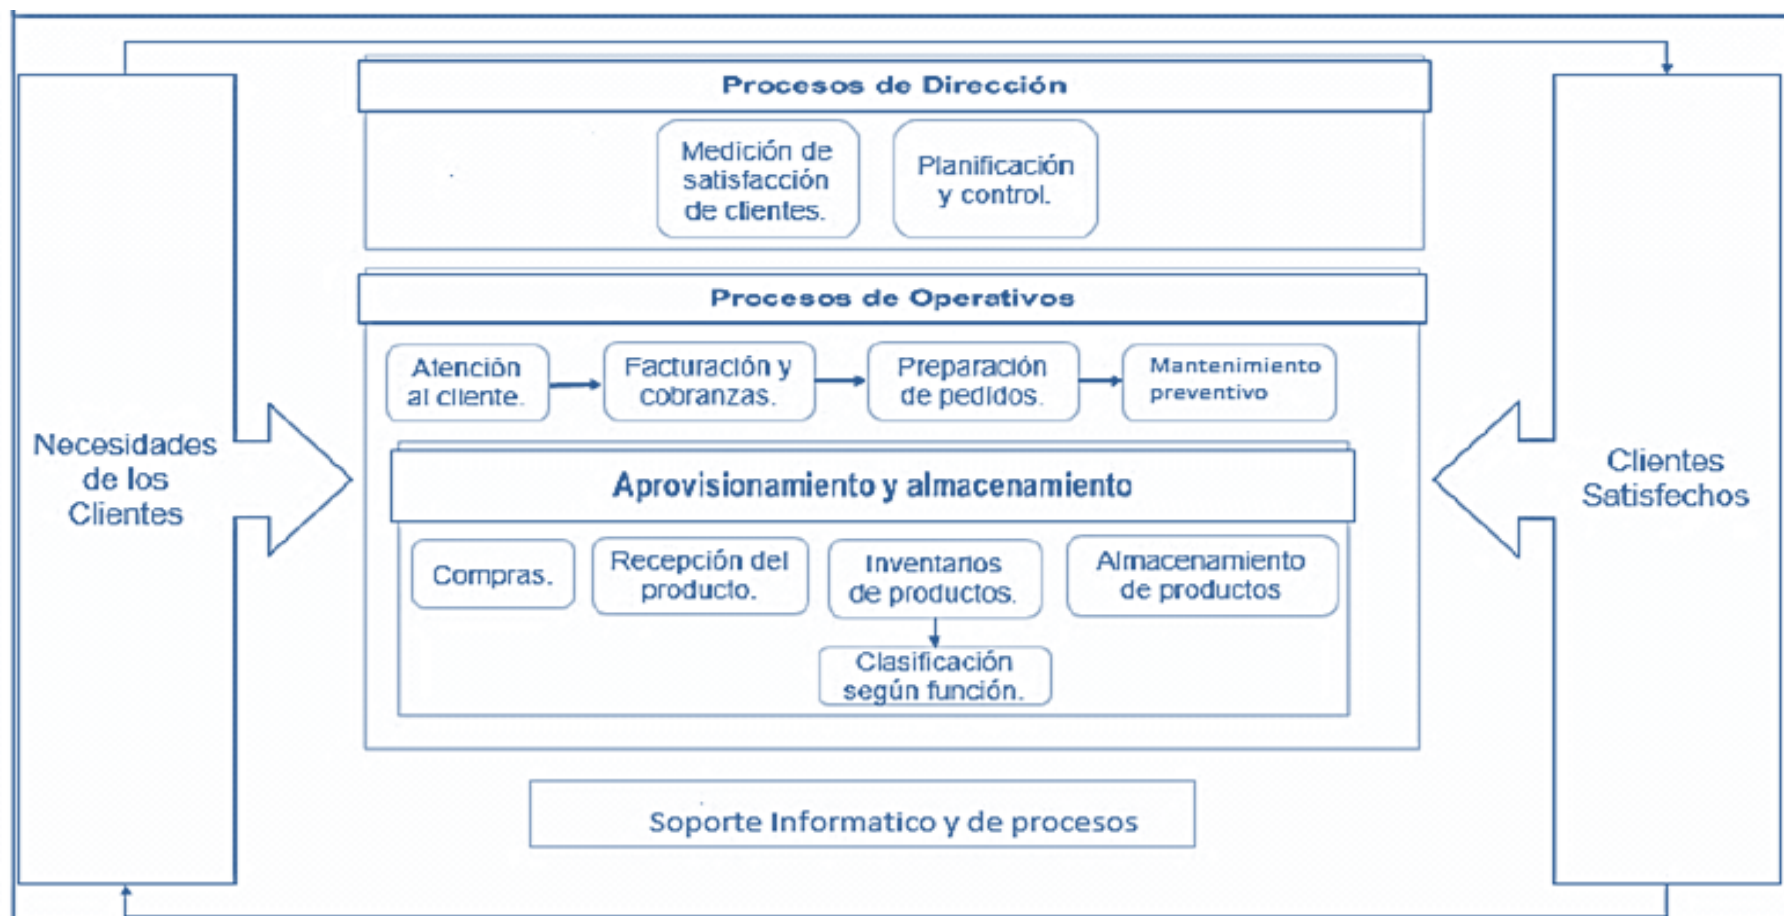 Procesos de Dirección
Medición de
satisfacción
de clientes.
Planificación
y control.
Procesos de Operativos
Atención
al cliente.
Facturación y
cobranzas.
Preparación
de pedidos.
Mantenimiento
preventivo
Necesidades
de los
Clientes
Aprovisionamiento y almacenamiento
Compras.
Recepción del
producto.
Inventarios
de productos.
Almacenamiento
de productos
Clasificación
según función.
Clientes
Satisfechos
Soporte Informatico y de procesos